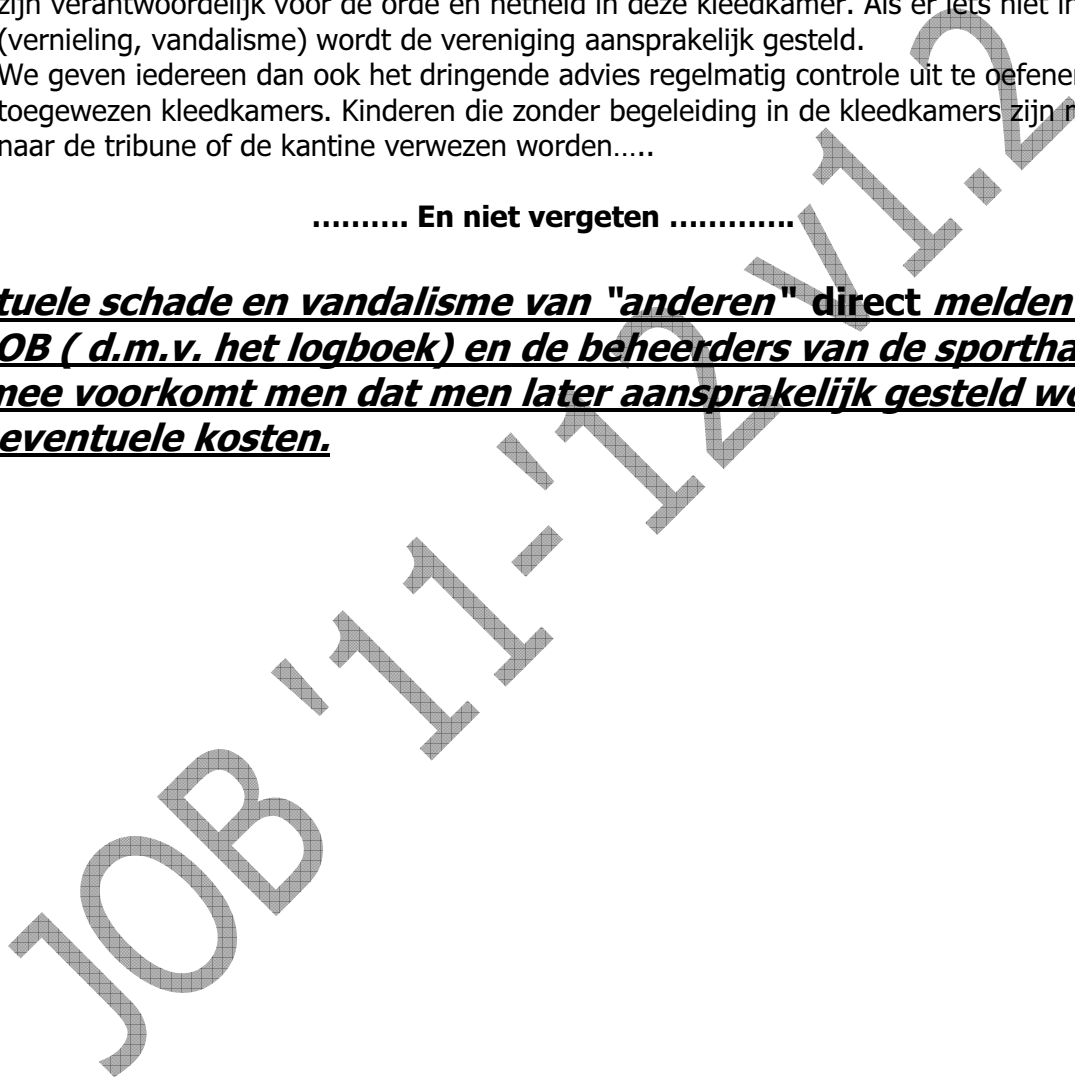 zijn verantwoordelijk voor de orde en netheid in deze kleedkamer. Als er iets niet in
(vernieling, vandalisme) wordt de vereniging aansprakelijk gesteld.
We geven iedereen dan ook het dringende advies regelmatig controle uit te oefenen
toegewezen kleedkamers. Kinderen die zonder begeleiding in de kleedkamers zijn
naar de tribune of de kantine verwezen worden…..
………. En niet vergeten ………….
tuele schade en vandalisme van "anderen" direct melden
OB ( d.m.v. het logboek) en de beheerders van de sportha
mee voorkomt men dat men later aansprakelijk gesteld wo
eventuele kosten.
JOB '11-'12 v1.2